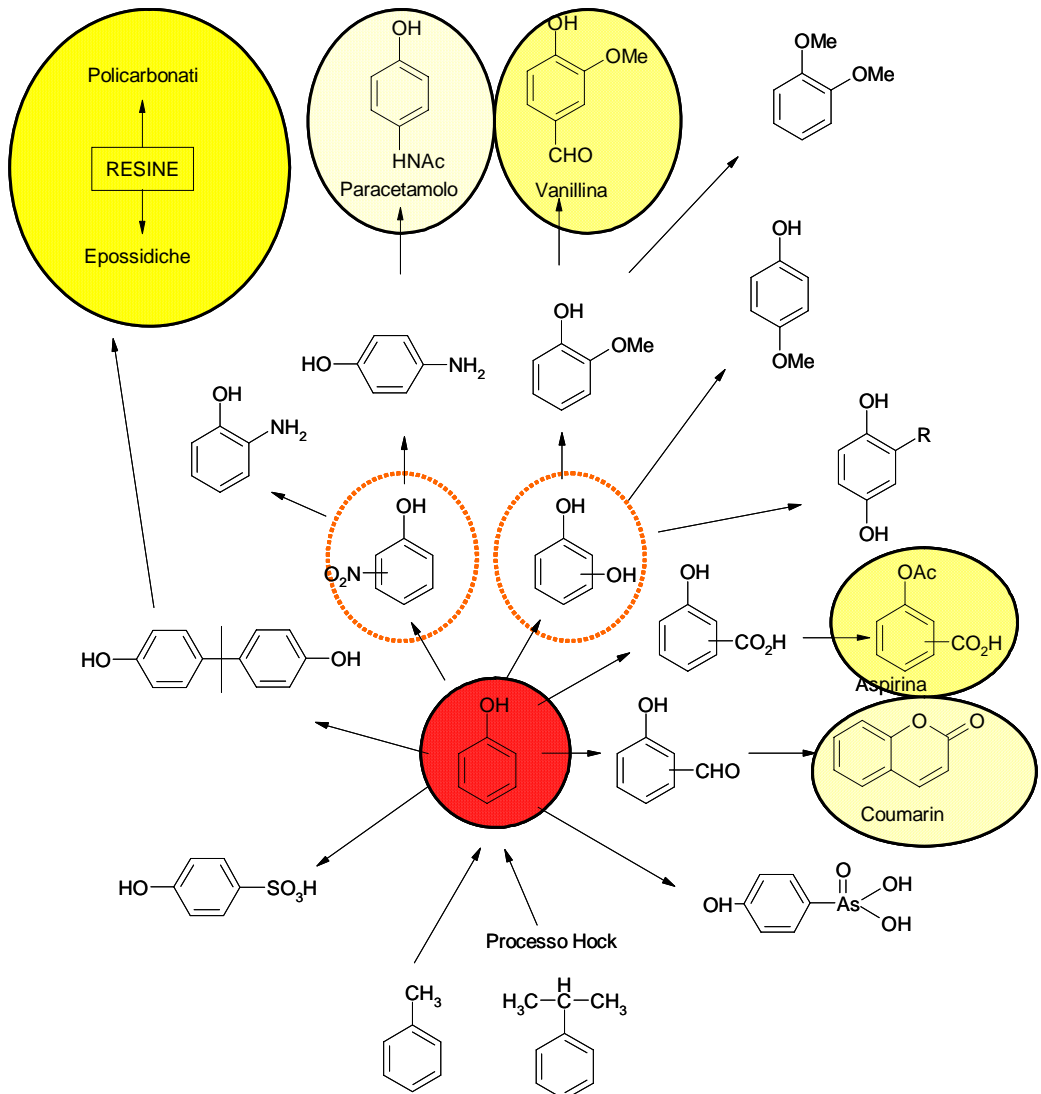 Policarbonati
RESINE
Epossidiche
OH
HNAc
Paracetamolo
OH
OMe
CHO
Vanillina
OMe
OMe
OH
OMe
HO
NH2
OH
OMe
OH
NH2
OH
R
OH
OH
O2N
OH
OH
OH
CO2H
OAc
CO2H
Aspirina
HO
OH
OH
OH
CHO
O
O
Coumarin
HO
SO3H
OH
O
As
OH
OH
Processo Hock
CH3
H
H3C
C
CH3